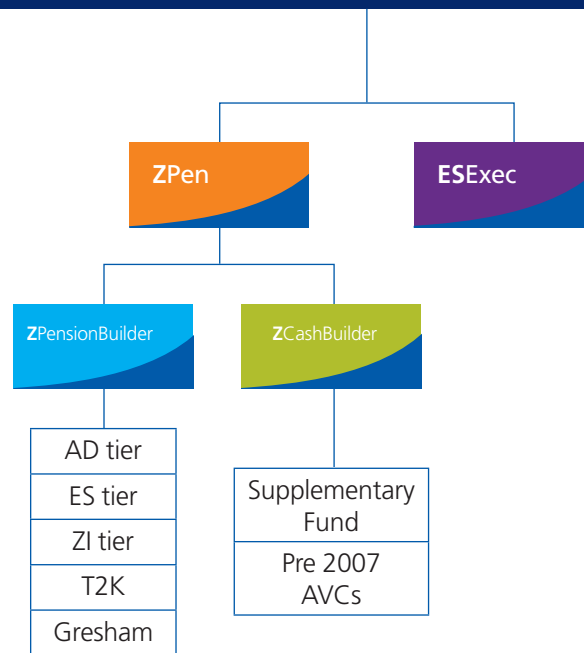 ZPen
ESExec
ZPensionBuilder
ZCashBuilder
AD tier
ES tier
ZI tier
T2K
Gresham
Supplementary
Fund
Pre 2007
AVCs